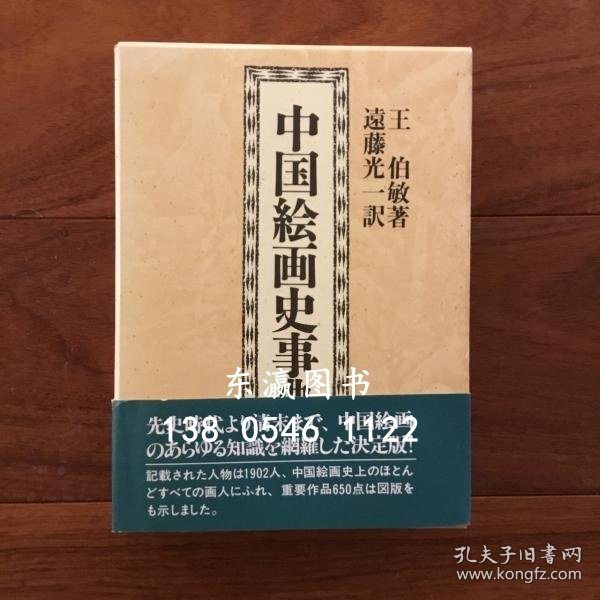 王　伯敏著
遠藤光一訳
中国絵画史事
东瀛图书
138 0546 1122
先史時代より清末まで、中国絵画
のあらゆる知識を網羅した決定版!
記載された人物は1902人、中国絵画史上のほとん
どすべての画人にふれ、重要作品650点は図版を
も示しました。
孔夫子旧书网
www.kongfz.com